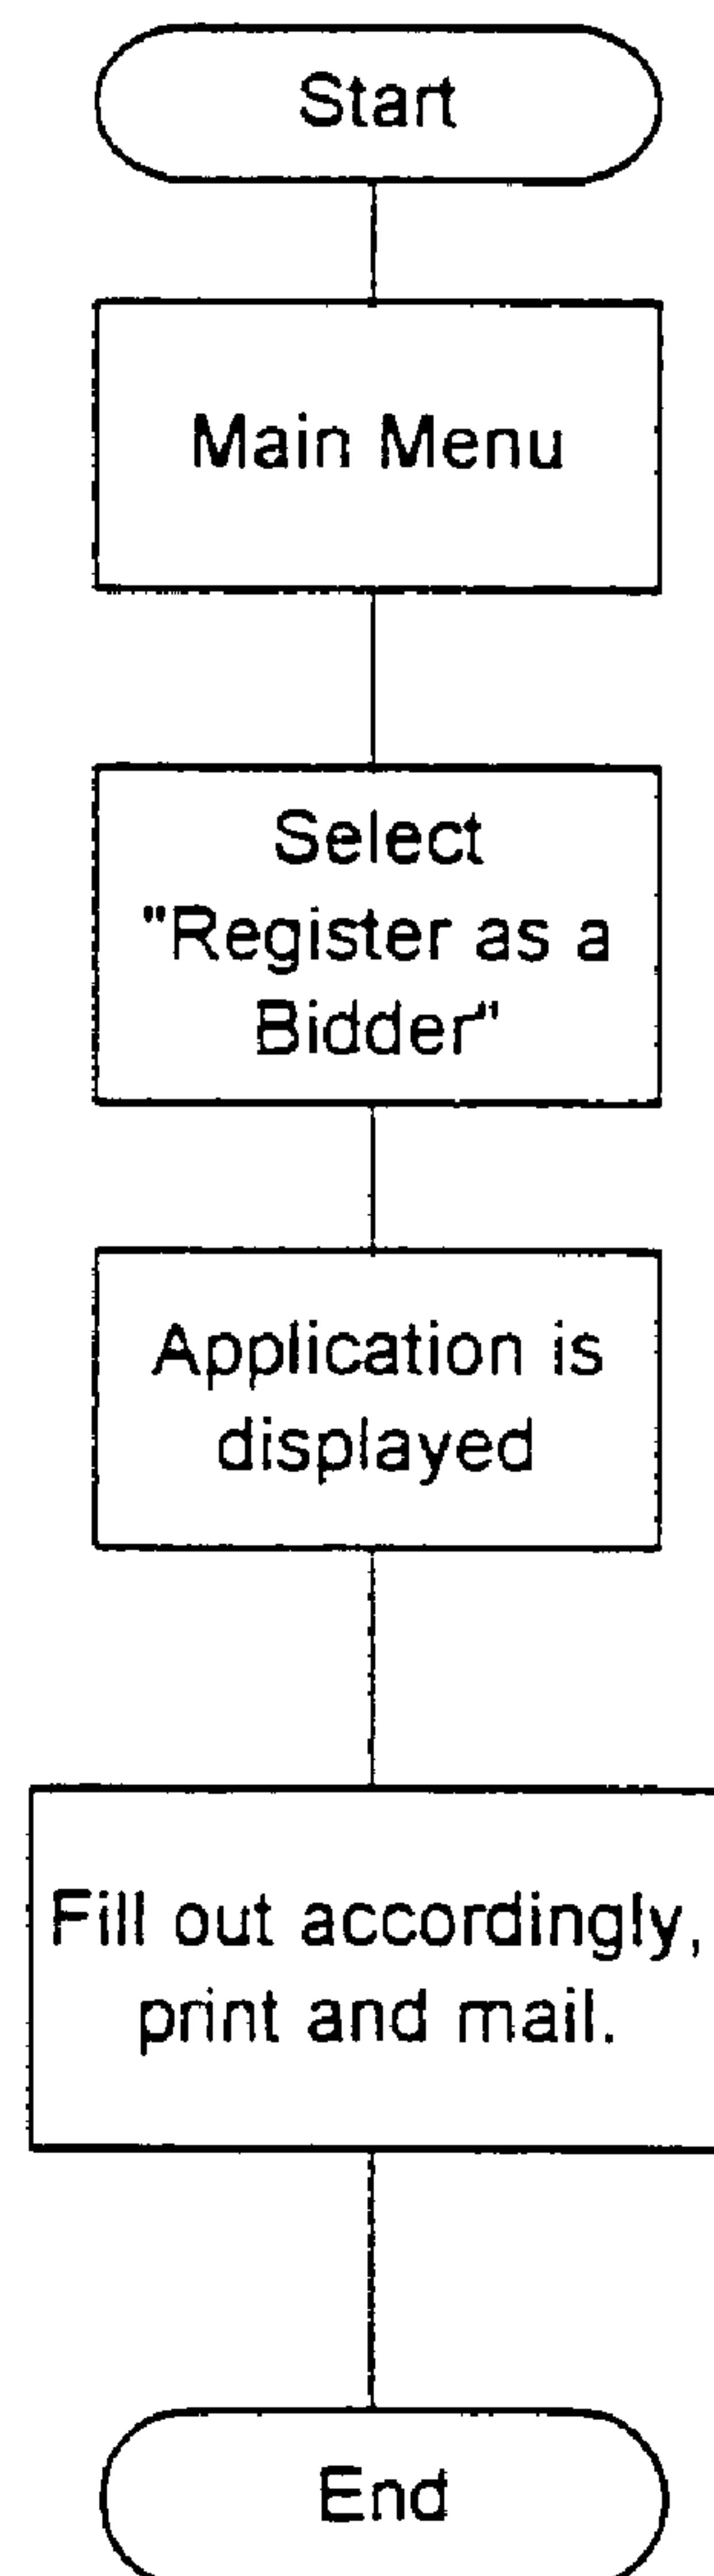 Start
Main Menu
Select
"Register as a
Bidder"
Application is
displayed
Fill out accordingly,
print and mail.
End